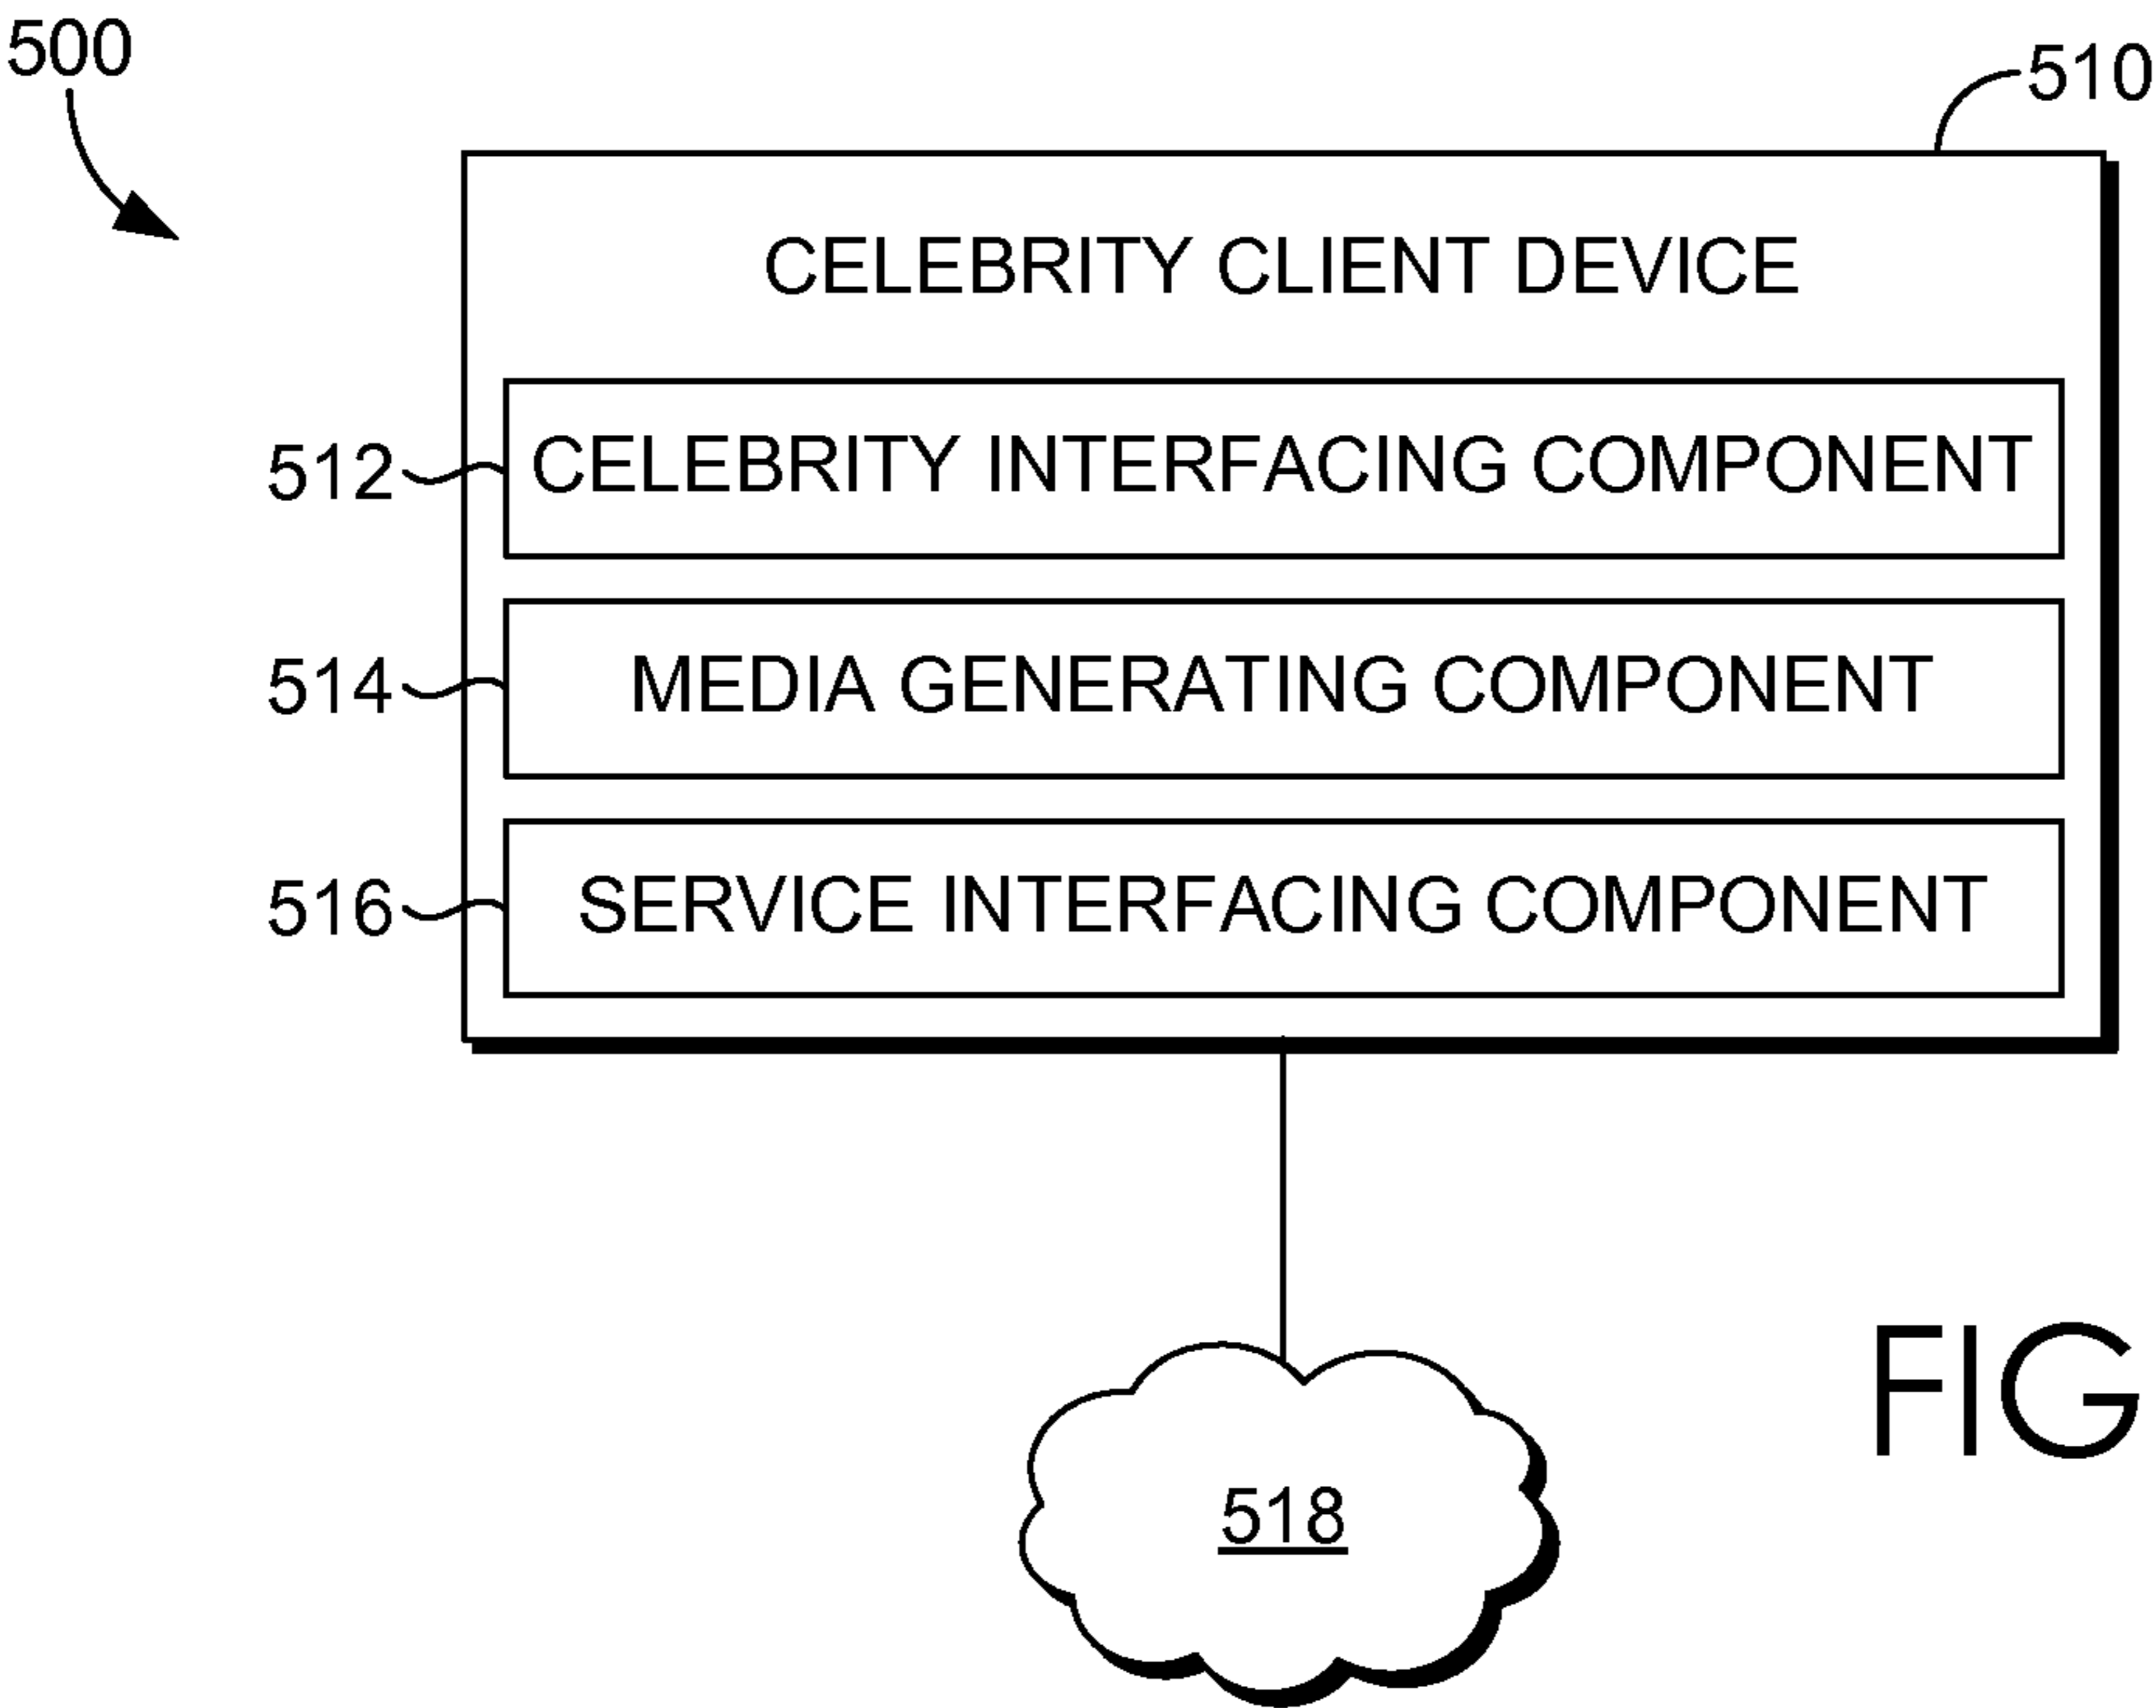 500
510
CELEBRITY CLIENT DEVICE
512 CELEBRITY INTERFACING COMPONENT
514 MEDIA GENERATING COMPONENT
516 SERVICE INTERFACING COMPONENT
FIG
518